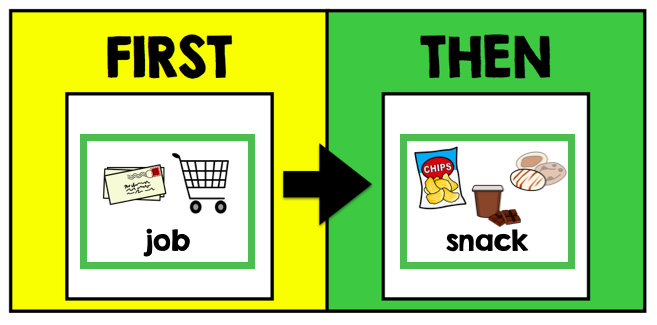 FIRST
THEN
job
CHIPS
snack